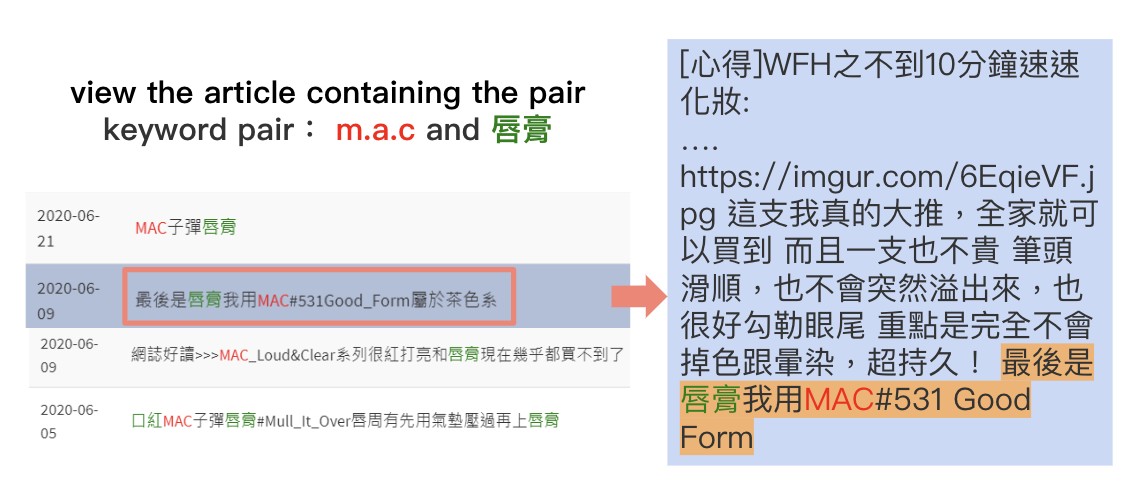 view the article containing the pair
keyword pair： m.a.c and 唇膏
2020-06-
21
MAC子彈唇膏
2020-06-
09
最後是唇膏我用MAC#531Good_Form屬於茶色系
2020-06-
09
網誌好讀>>>MAC_Loud&Clear系列很紅打亮和唇膏現在幾乎都買不到了
2020-06-
05
口紅MAC子彈唇膏#Mull_It_Over唇周有先用氣墊壓過再上唇膏
[心得]WFH之不到10分鐘速速
化妝:
....
https://imgur.com/6EqieVF.j
pg 這支我真的大推，全家就可
以買到 而且一支也不貴 筆頭
滑順，也不會突然溢出來，也
很好勾勒眼尾 重點是完全不會
掉色跟暈染，超持久！ 最後是
唇膏我用MAC#531 Good
Form